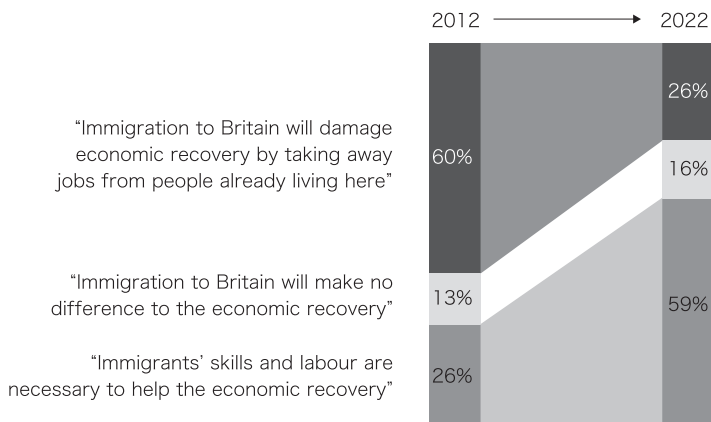 2012 2022
“Immigration to Britain will damage
economic recovery by taking away
jobs from people already living here”
60%
26%
“Immigration to Britain will make no
difference to the economic recovery”
13%
16%
“Immigrants’ skills and labour are
necessary to help the economic recovery”
26%
59%